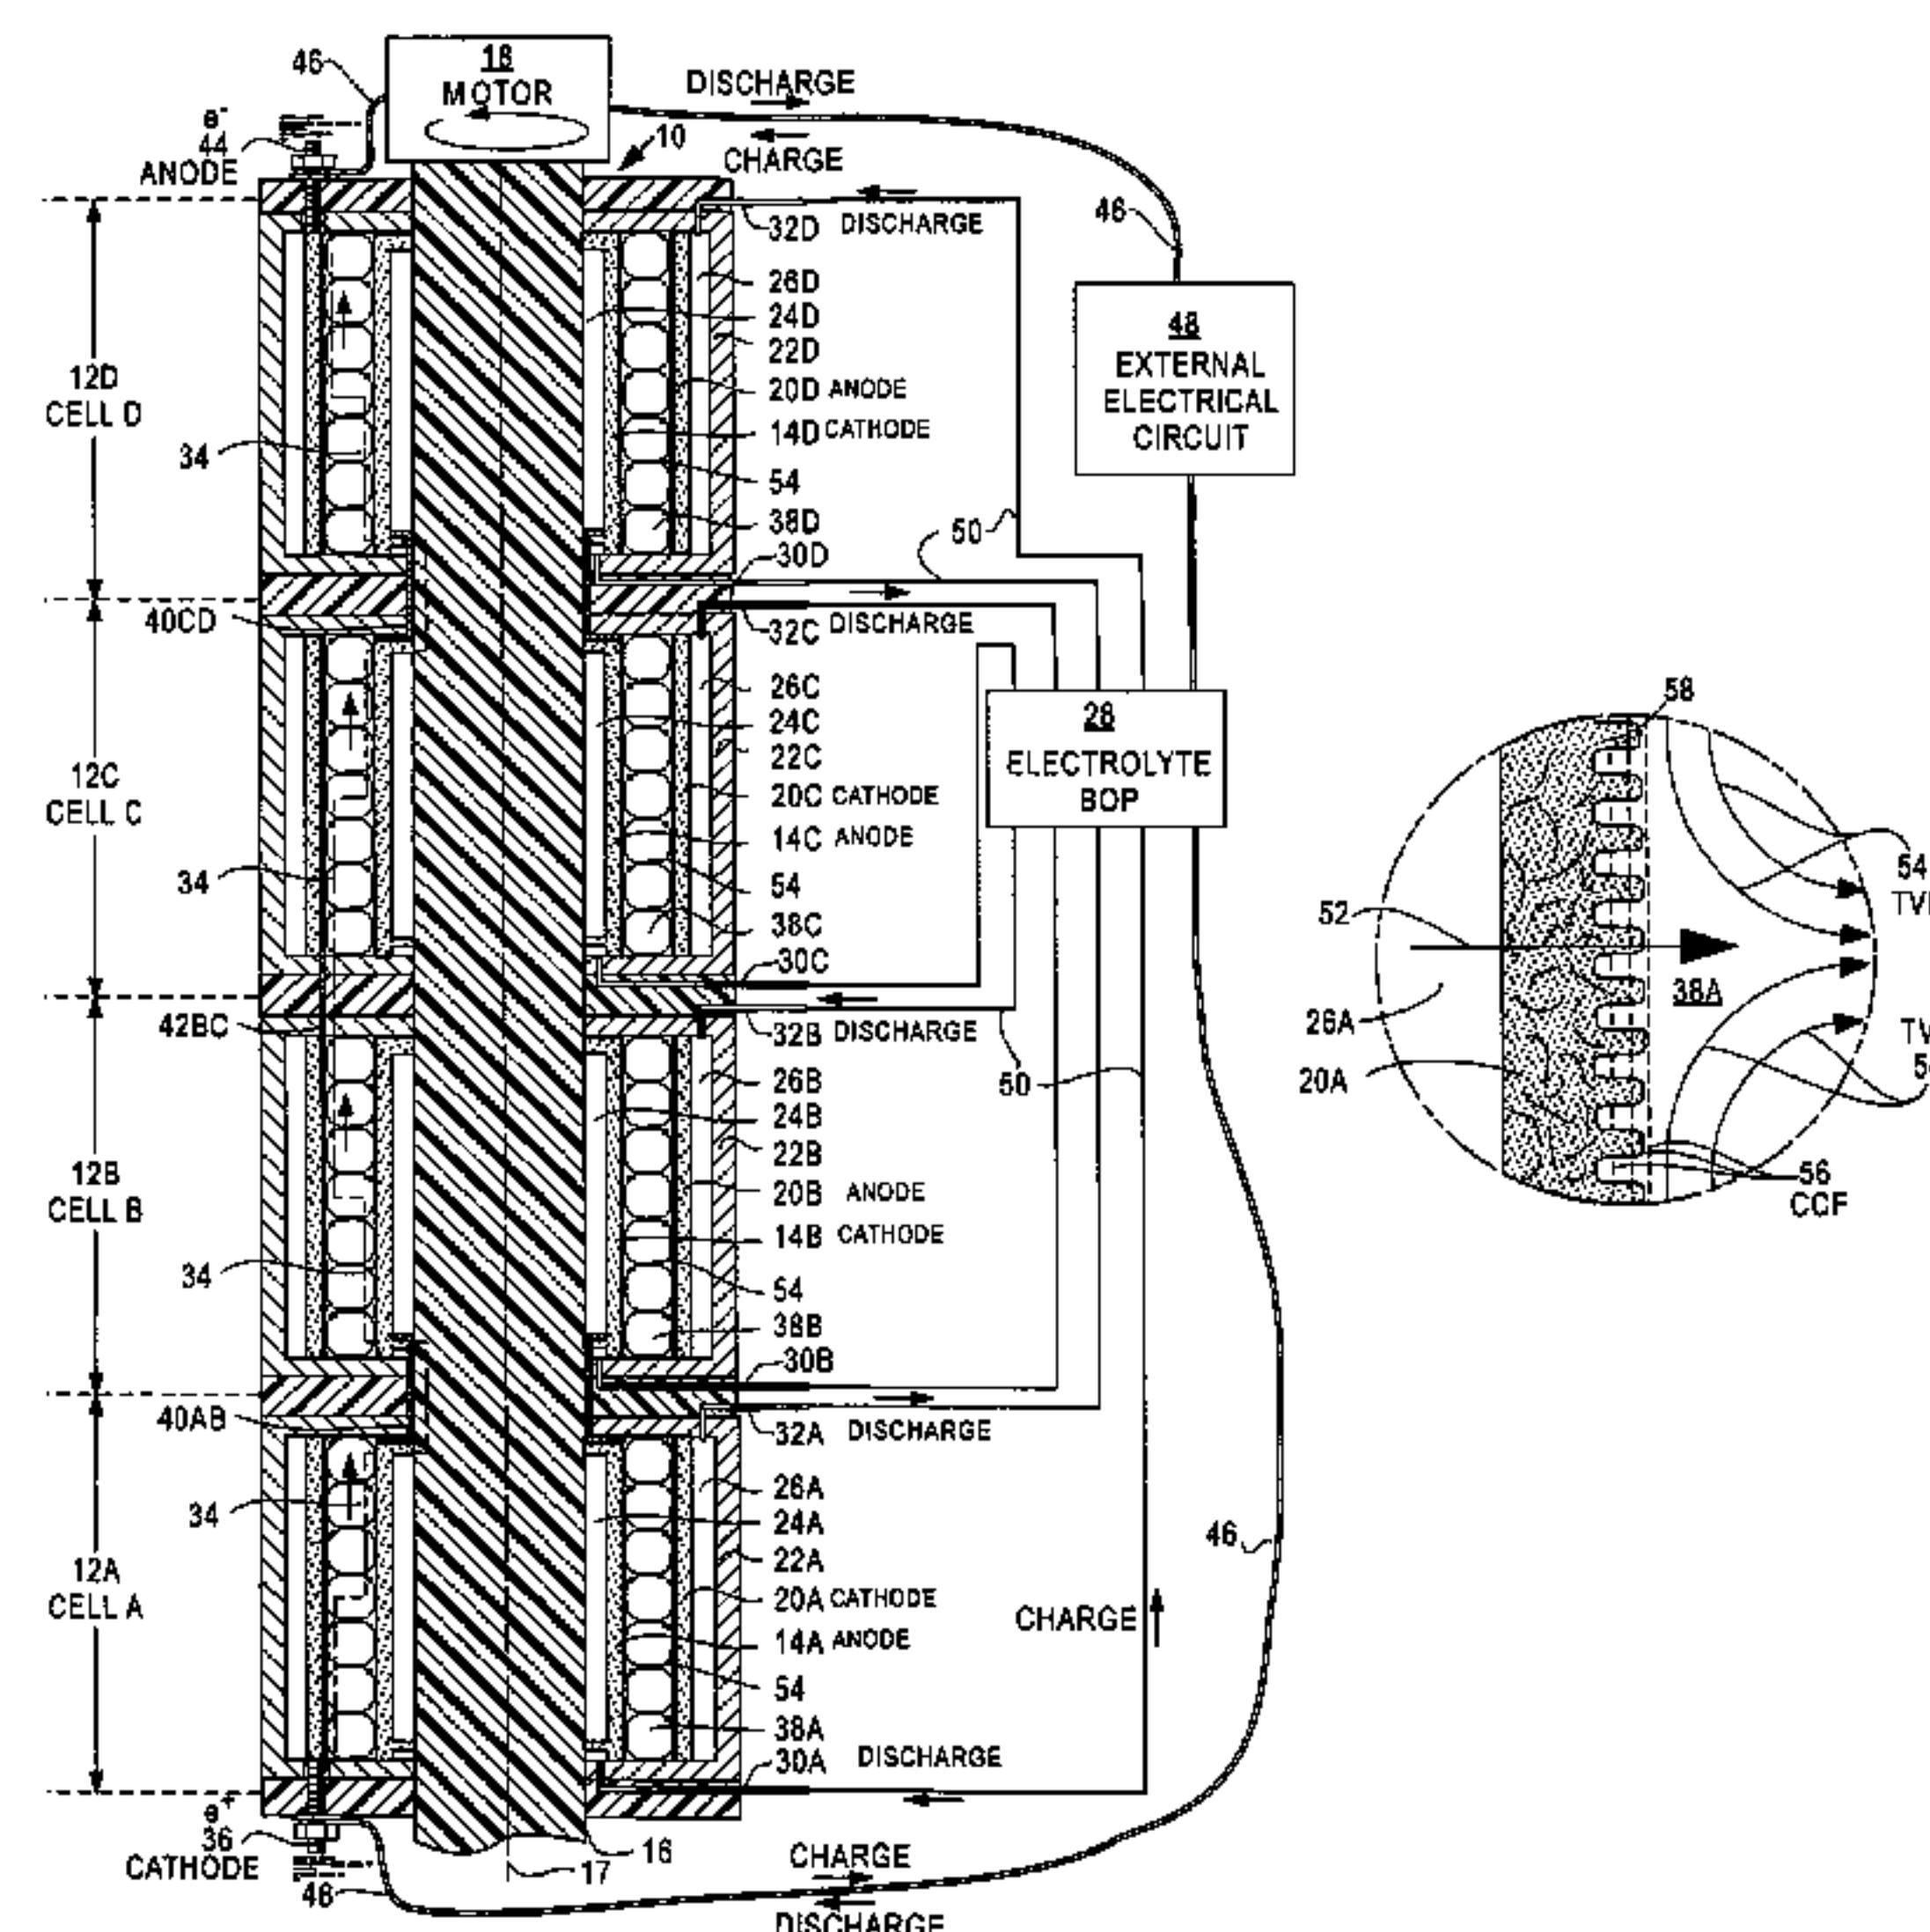 18
MOTOR
46
DISCHARGE
CHARGE
10
e-
44
ANODE
32D DISCHARGE
46
46
26D
24D
22D
20D ANODE
14D CATHODE
54
38D
30D
12D
CELL D
34
48
EXTERNAL
ELECTRICAL
CIRCUIT
50
40CD
32C DISCHARGE
26C
24C
22C
20C CATHODE
14C ANODE
54
38C
30C
12C
CELL C
34
28
ELECTROLYTE
BOP
58
54
52
38A
26A
20A
56
CCF
42BC
32B DISCHARGE
50
26B
24B
22B
20B ANODE
14B CATHODE
54
38B
30B
12B
CELL B
34
40AB
32A DISCHARGE
26A
24A
22A
20A CATHODE
14A ANODE
54
38A
30A DISCHARGE
12A
CELL A
34
CHARGE
46
e+
36
CATHODE
46
16
17
CHARGE
DISCHARGE